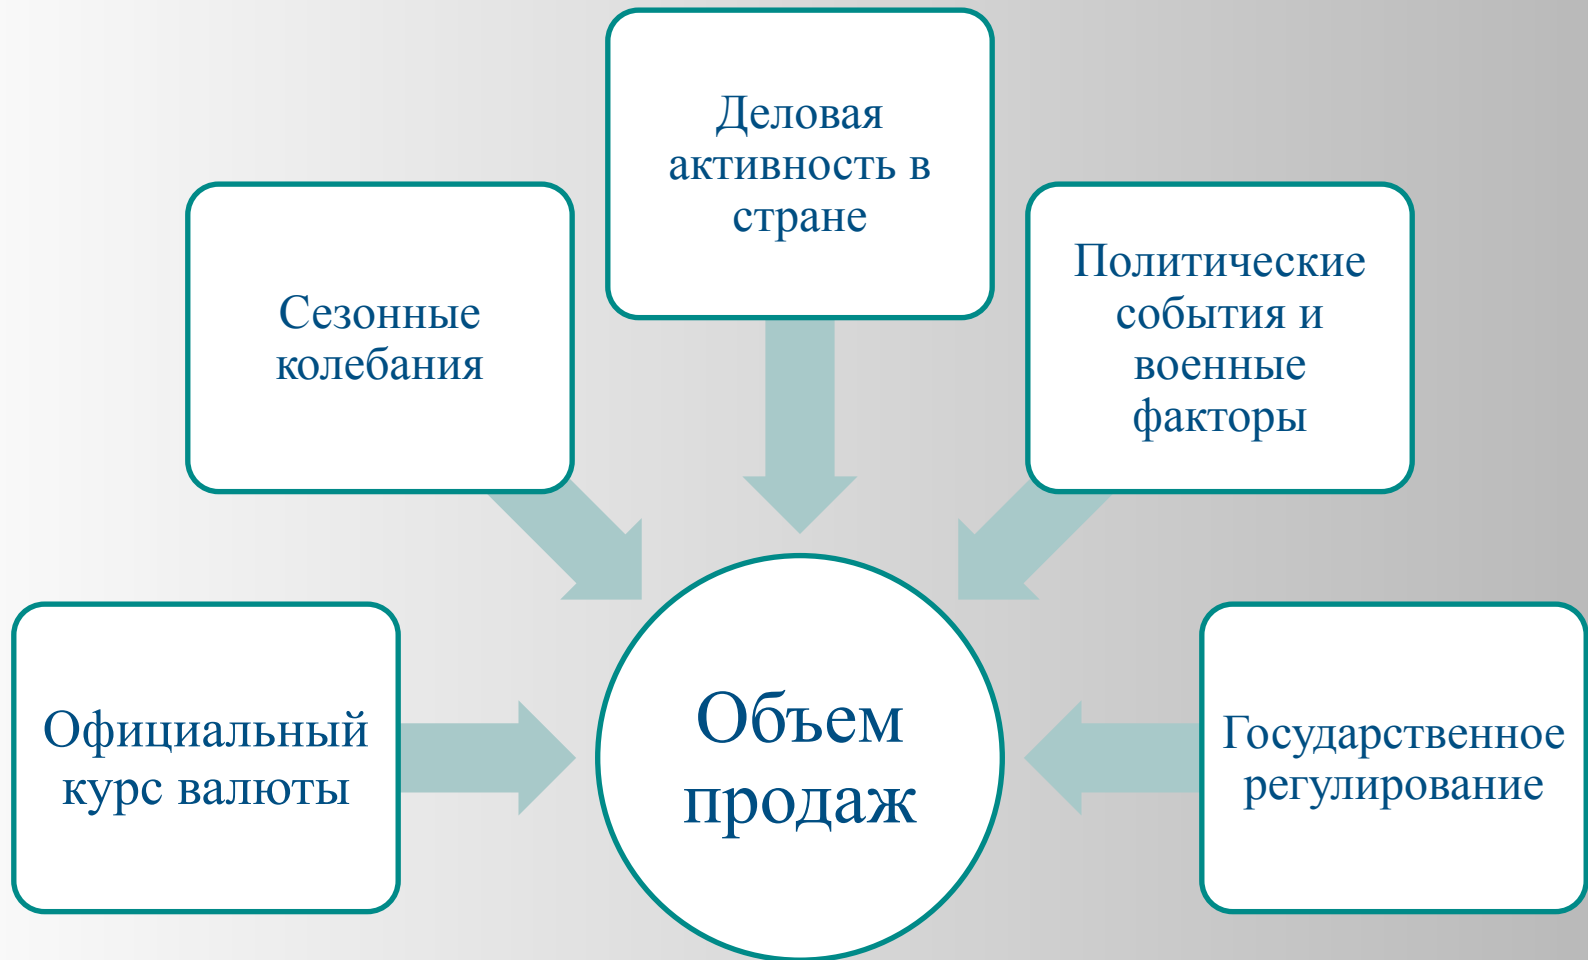 Деловая
активность в
стране
Сезонные
колебания
Политические
события и
военные
факторы
Официальный
курс валюты
Объем
продаж
Государственное
регулирование